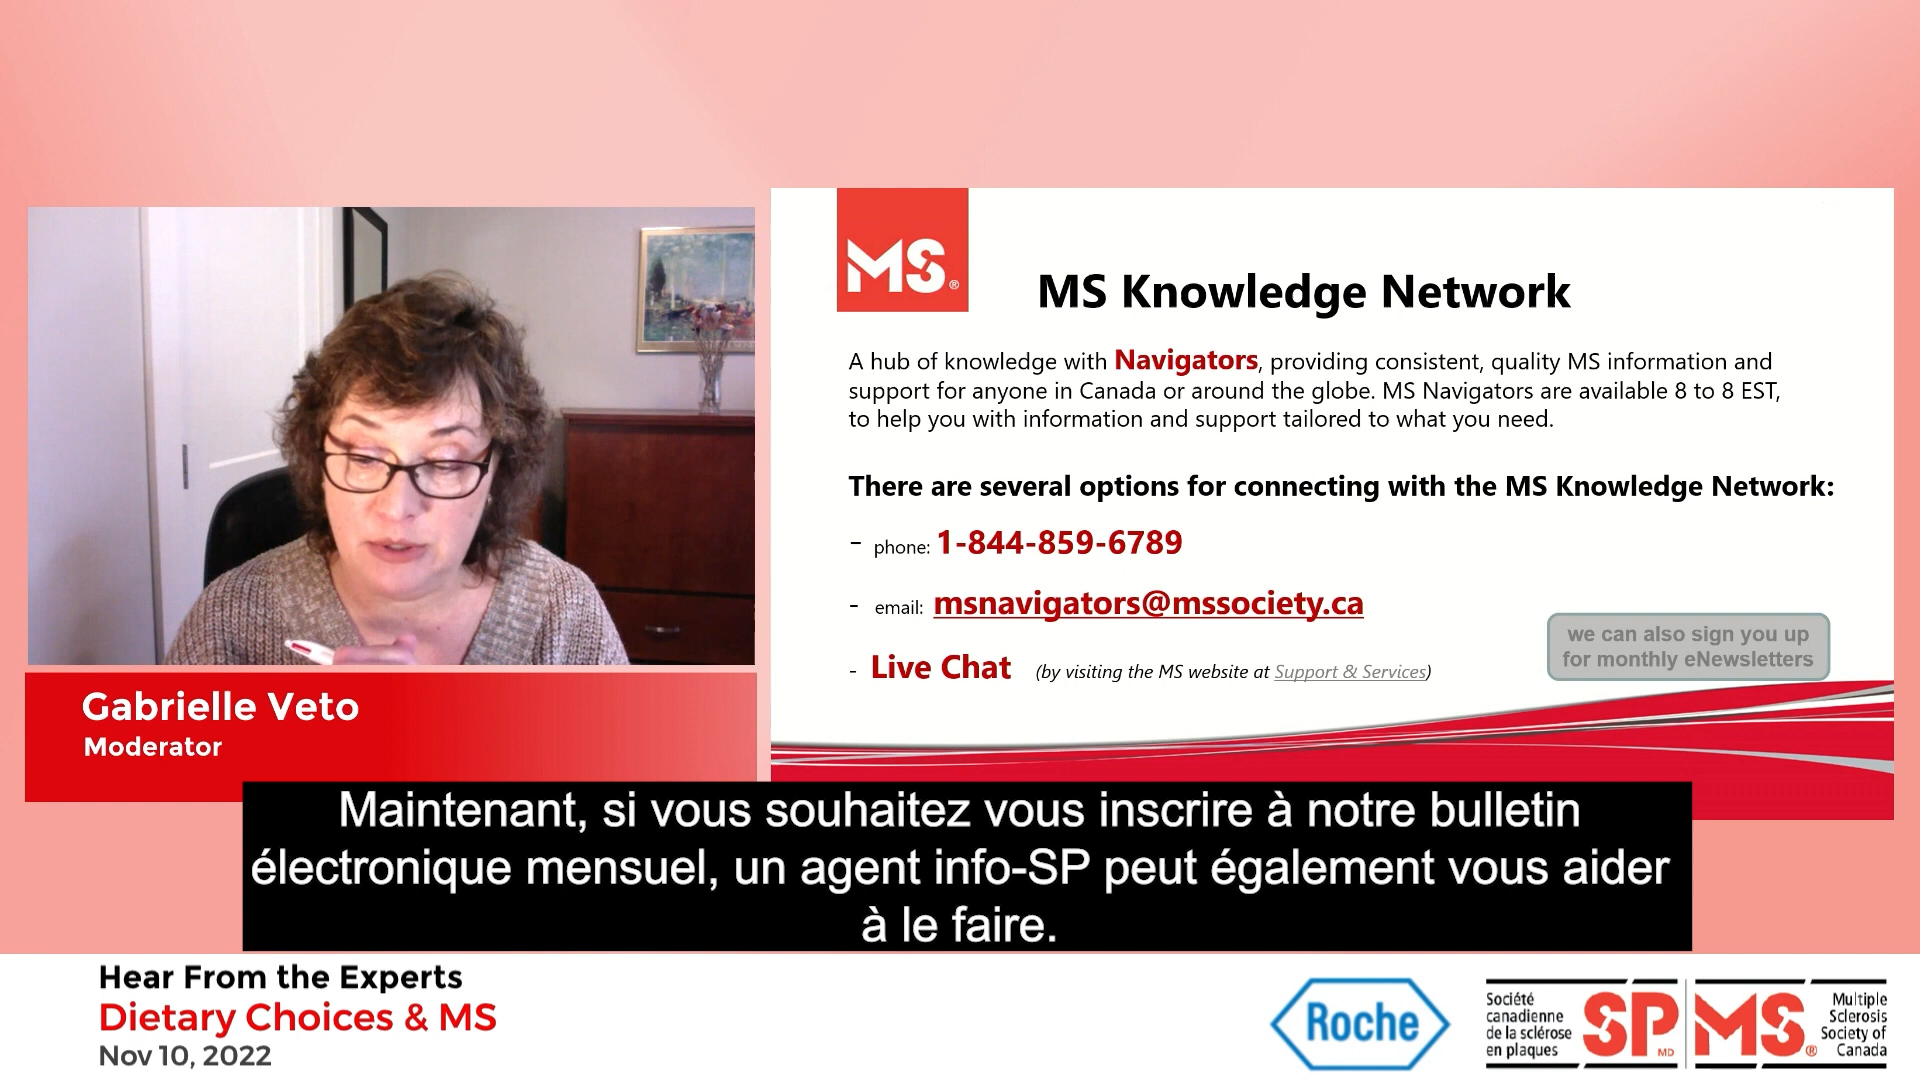 MS®
MS Knowledge Network
A hub of knowledge with Navigators, providing consistent, quality MS information and
support for anyone in Canada or around the globe. MS Navigators are available 8 to 8 EST,
to help you with information and support tailored to what you need.
There are several options for connecting with the MS Knowledge Network:
- phone: 1-844-859-6789
- email: msnavigators@mssociety.ca
- Live Chat (by visiting the MS website at Support & Services)
we can also sign you up
for monthly eNewsletters
Gabrielle Veto
Moderator
Maintenant, si vous souhaitez vous inscrire à notre bulletin
électronique mensuel, un agent info-SP peut également vous aider
à le faire.
Hear From the Experts
Dietary Choices & MS
Nov 10, 2022
Roche
Société
canadienne
de la sclérose
en plaques
SP MD
MS®
Multiple
Sclerosis
Society of
Canada